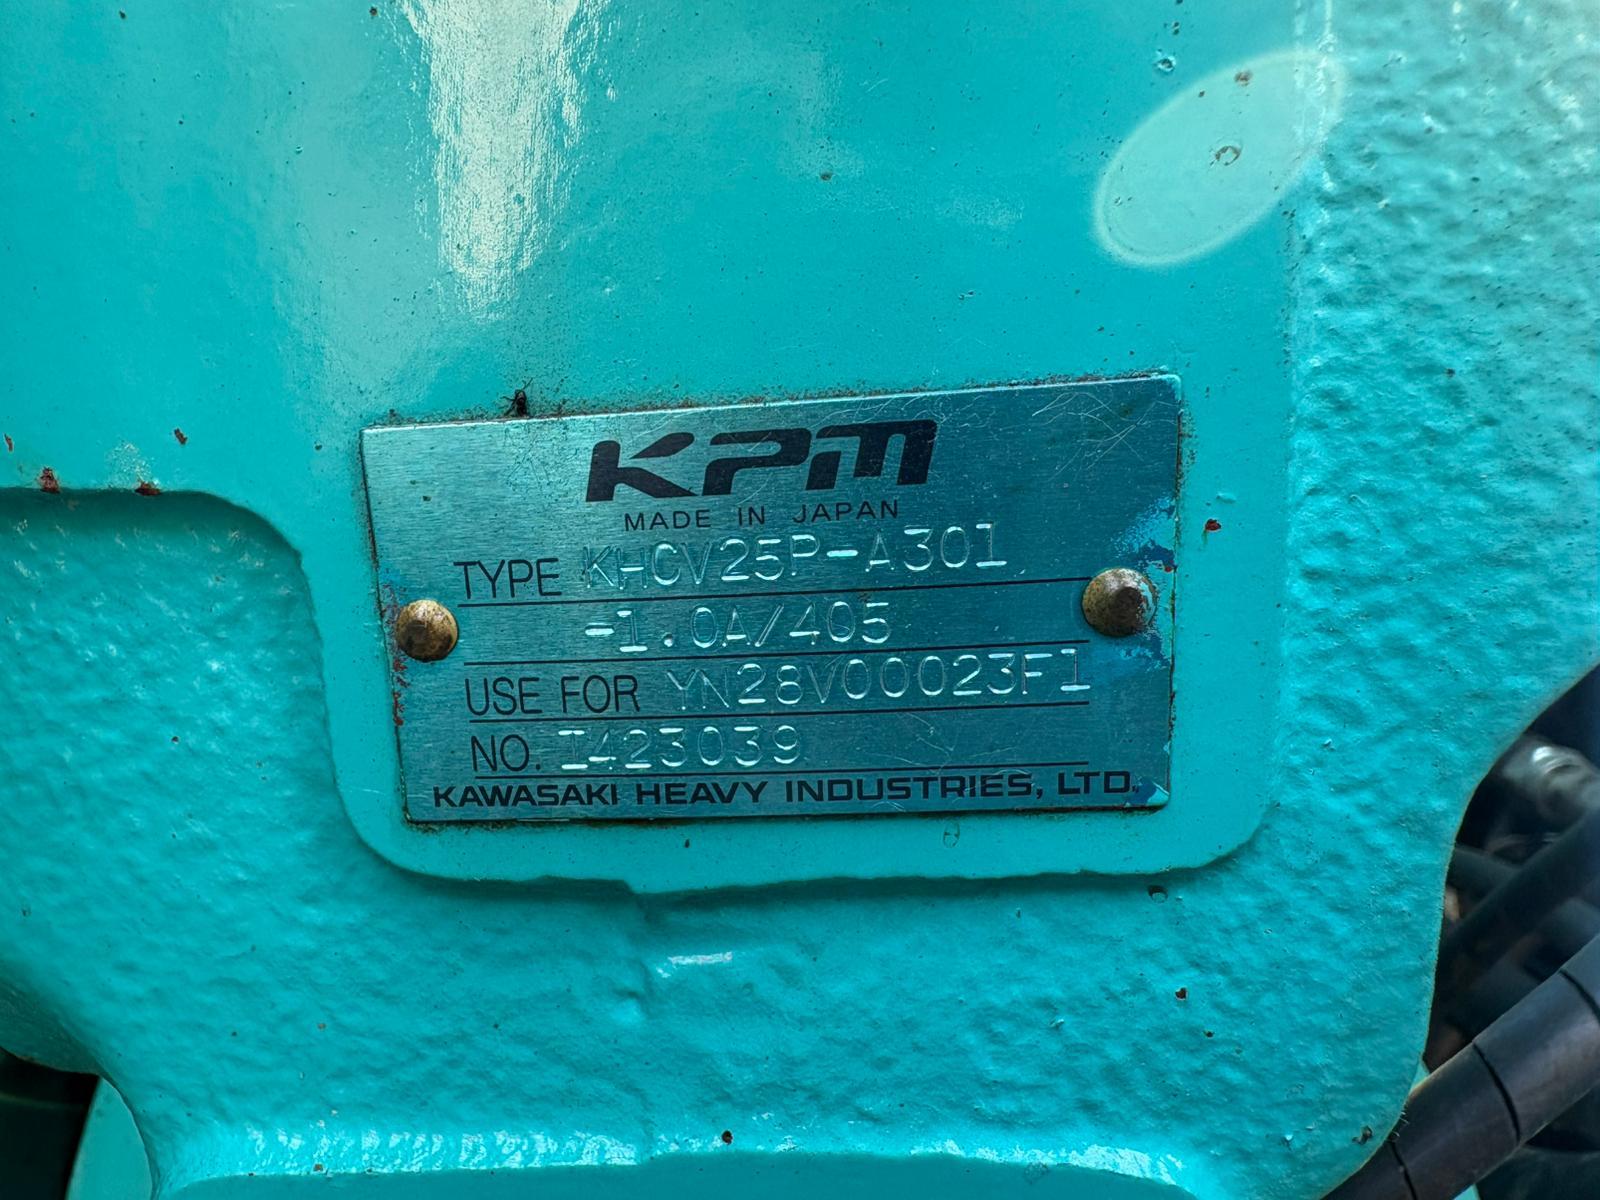 KPM
MADE IN JAPAN
TYPE KHCV25P-A301
-1.0A/405
USE FOR YN28V00023F1
NO. I423039
KAWASAKI HEAVY INDUSTRIES, LTD.